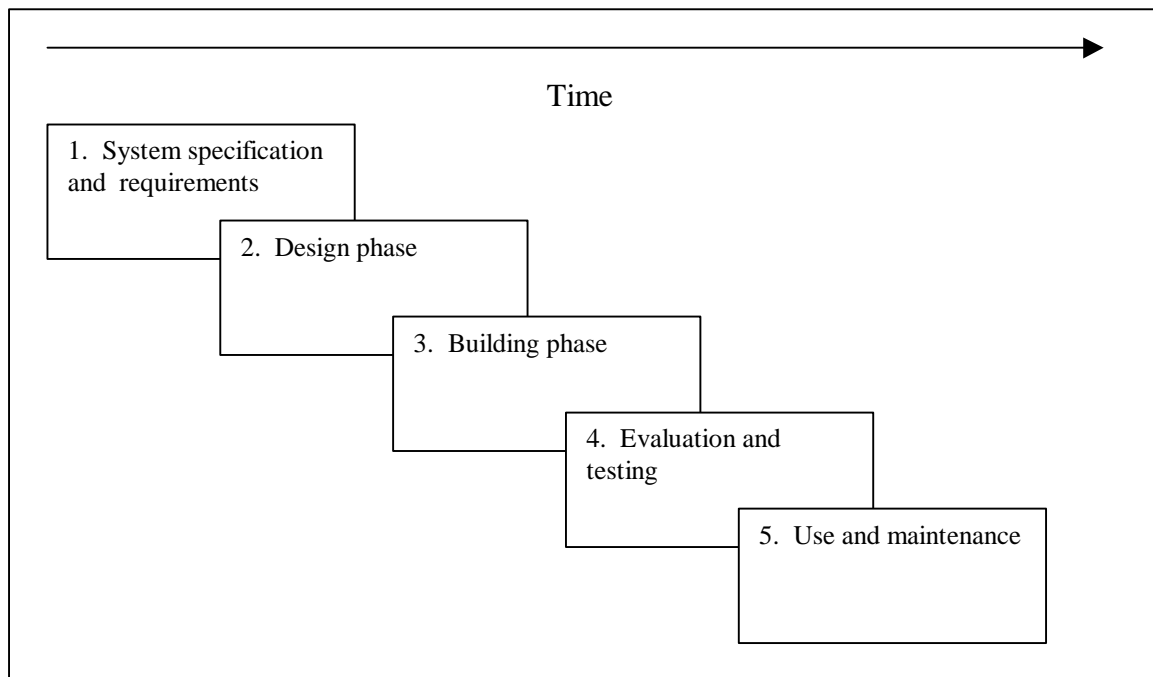 Time
1. System specification
and requirements
2. Design phase
3. Building phase
4. Evaluation and
testing
5. Use and maintenance